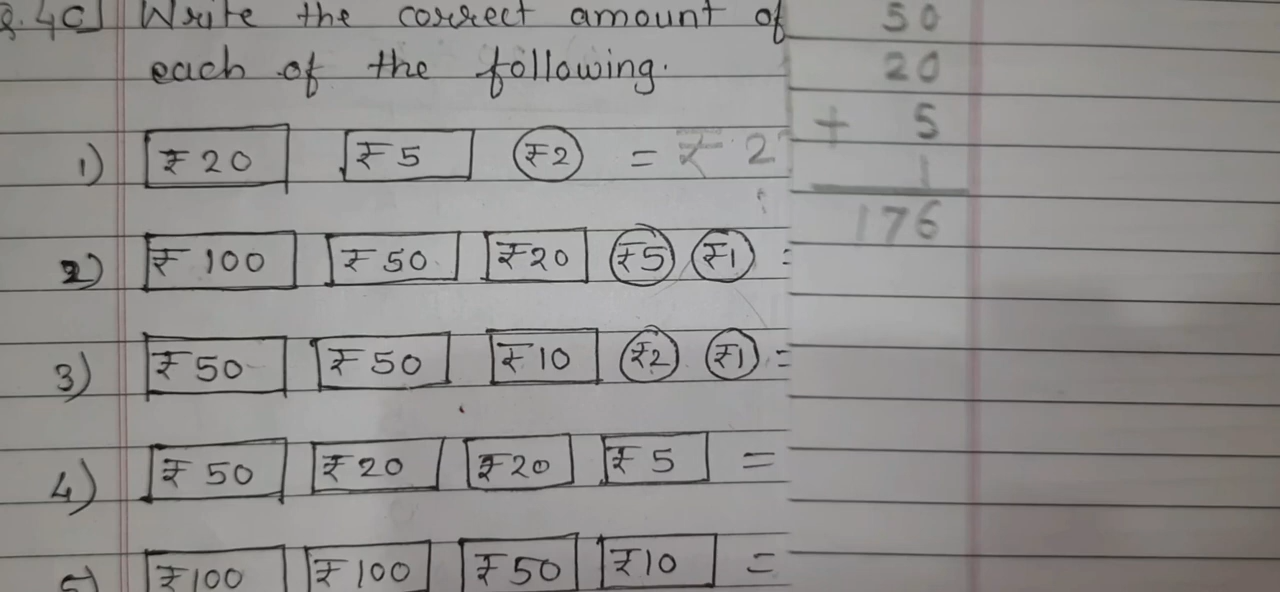 Q.4C] Write the correct amount of
each of the following.
1) ₹20 ₹5 ₹2 = ₹ 2
2) ₹100 ₹50 ₹20 ₹5 ₹1 =
3) ₹50 ₹50 ₹10 ₹2 ₹1 =
4) ₹50 ₹20 ₹20 ₹5 =
5) ₹100 ₹100 ₹50 ₹10 =
50
20
+ 5
1
176